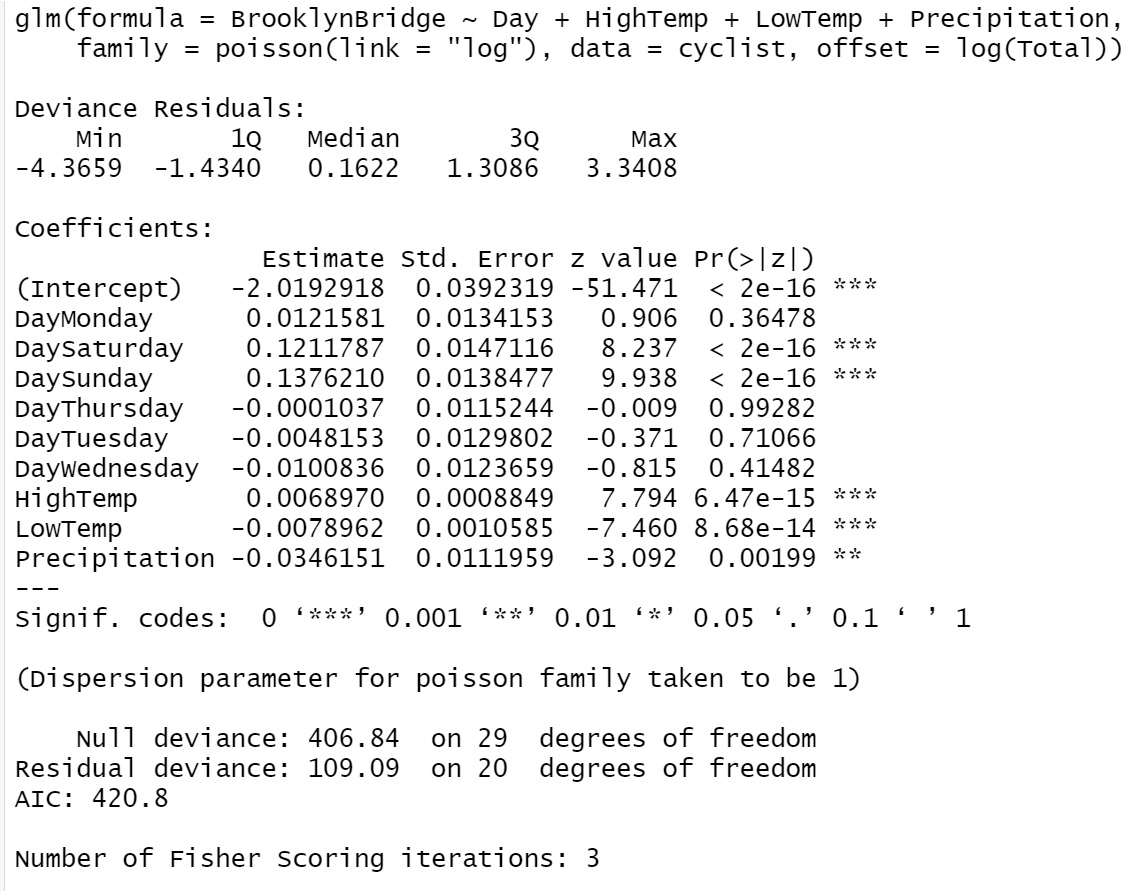 glm(formula = BrooklynBridge ~ Day + HighTemp + LowTemp + Precipitation,
    family = poisson(link = "log"), data = cyclist, offset = log(Total))

Deviance Residuals:
    Min       1Q   Median       3Q      Max
-4.3659  -1.4340   0.1622   1.3086   3.3408

Coefficients:
                Estimate Std. Error z value Pr(>|z|)
(Intercept)   -2.0192918  0.0392319 -51.471  < 2e-16 ***
DayMonday      0.0121581  0.0134153   0.906  0.36478
DaySaturday    0.1211787  0.0147116   8.237  < 2e-16 ***
DaySunday      0.1376210  0.0138477   9.938  < 2e-16 ***
DayThursday   -0.0001037  0.0115244  -0.009  0.99282
DayTuesday    -0.0048153  0.0129802  -0.371  0.71066
DayWednesday  -0.0100836  0.0123659  -0.815  0.41482
HighTemp       0.0068970  0.0008849   7.794 6.47e-15 ***
LowTemp       -0.0078962  0.0010585  -7.460 8.68e-14 ***
Precipitation -0.0346151  0.0111959  -3.092  0.00199 **
---
Signif. codes:  0 ‘***’ 0.001 ‘**’ 0.01 ‘*’ 0.05 ‘.’ 0.1 ‘ ’ 1

(Dispersion parameter for poisson family taken to be 1)

    Null deviance: 406.84  on 29  degrees of freedom
Residual deviance: 109.09  on 20  degrees of freedom
AIC: 420.8

Number of Fisher Scoring iterations: 3